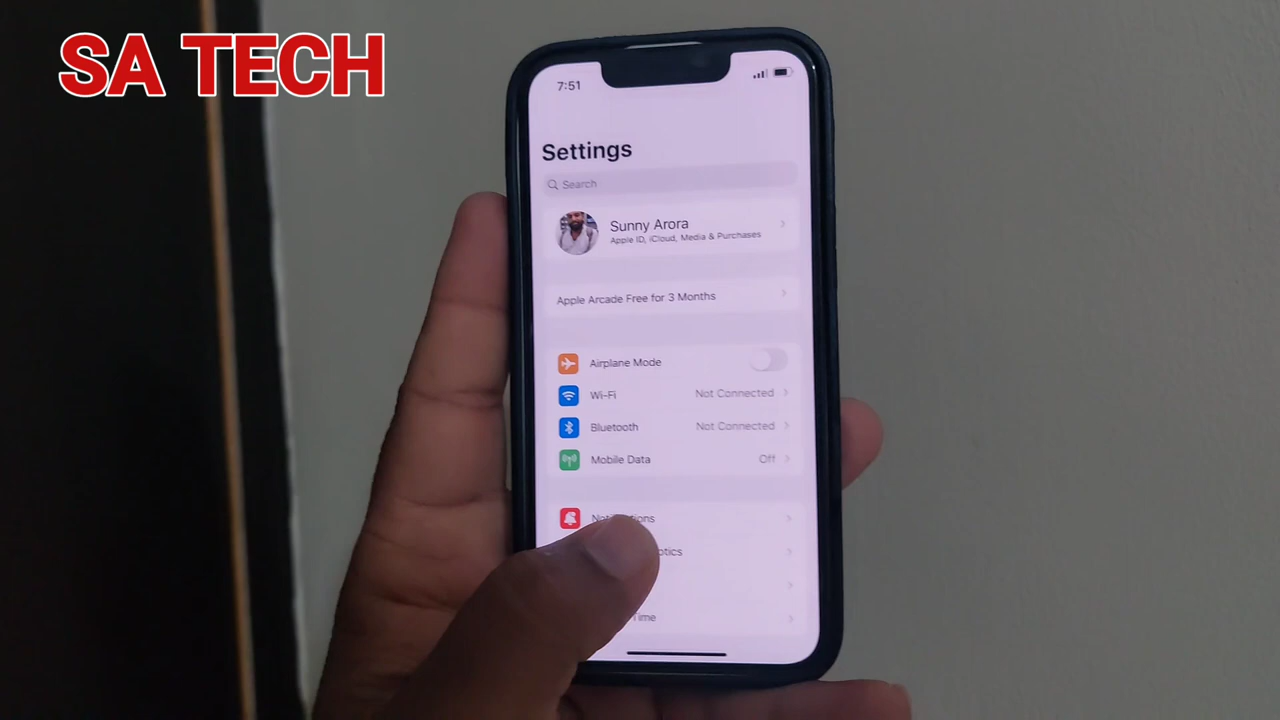 SA TECH
7:51
Settings
Search
Sunny Arora
Apple ID, iCloud, Media & Purchases
Apple Arcade Free for 3 Months
Airplane Mode
Wi-Fi Not Connected
Bluetooth Not Connected
Mobile Data Off